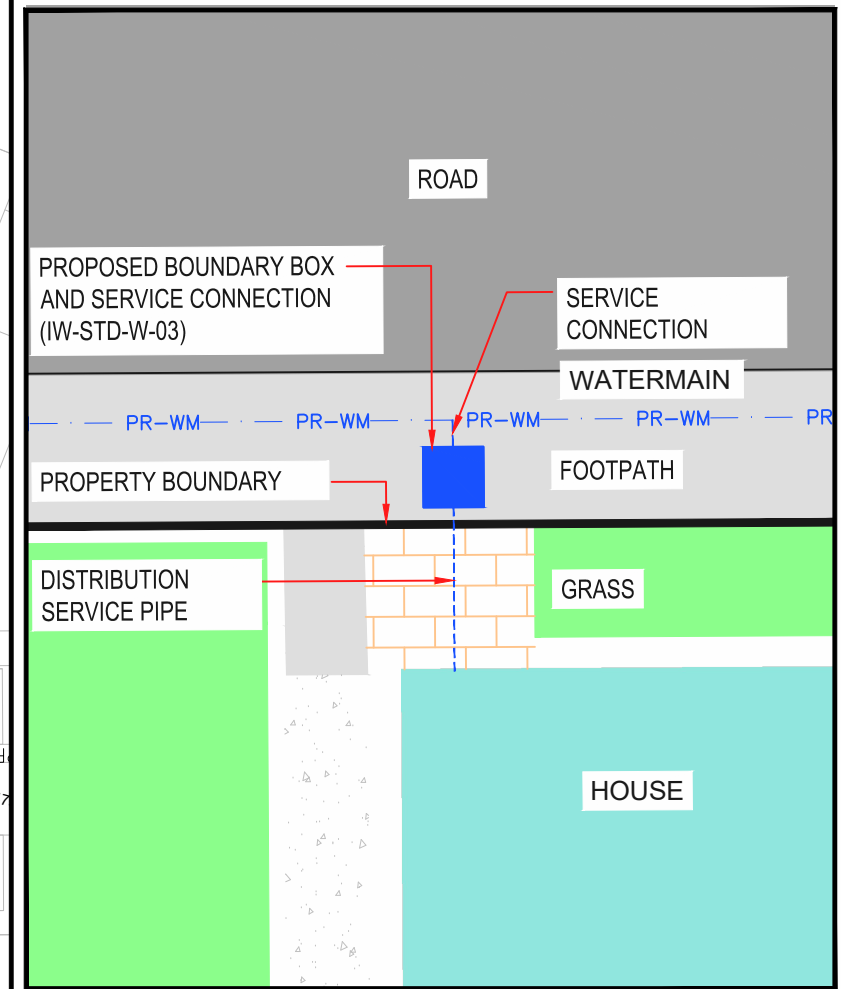 ROAD
PROPOSED BOUNDARY BOX
AND SERVICE CONNECTION
(IW-STD-W-03)
SERVICE
CONNECTION
WATERMAIN
PR-WM
PR-WM
PR-WM
PR-WM
PR
FOOTPATH
PROPERTY BOUNDARY
DISTRIBUTION
SERVICE PIPE
GRASS
HOUSE